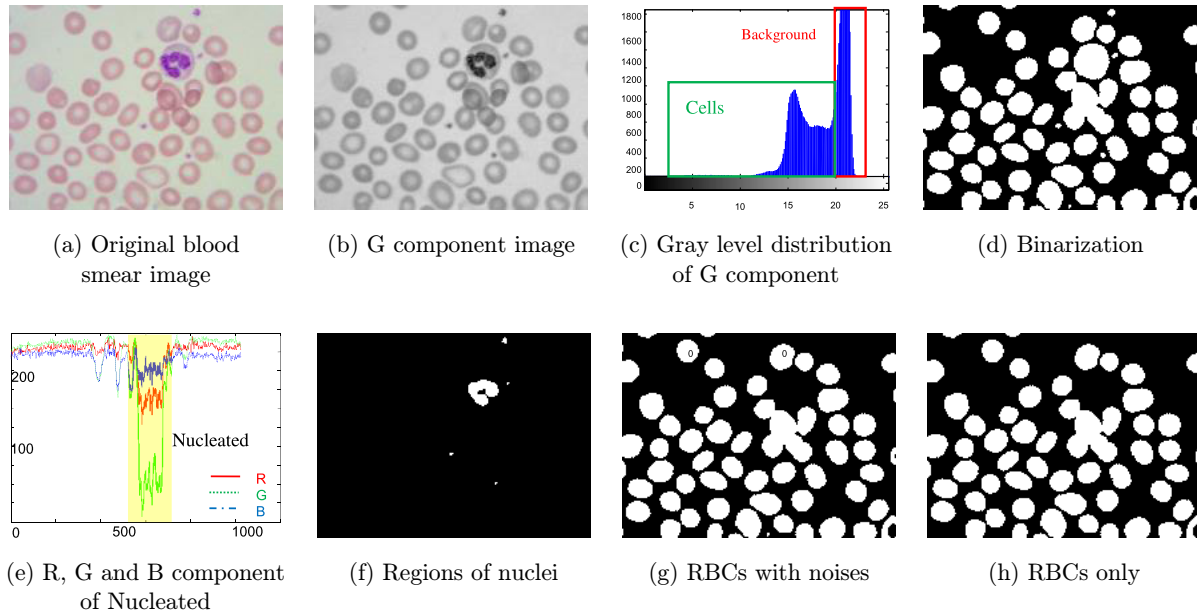 1800
1600
1400
1200
1000
800
600
400
200
0
5
10
15
20
25
Background
Cells
(a) Original blood
smear image
(b) G component image
(c) Gray level distribution
of G component
(d) Binarization
200
100
0
500
1000
Nucleated
R
G
B
0
0
(e) R, G and B component
of Nucleated
(f) Regions of nuclei
(g) RBCs with noises
(h) RBCs only